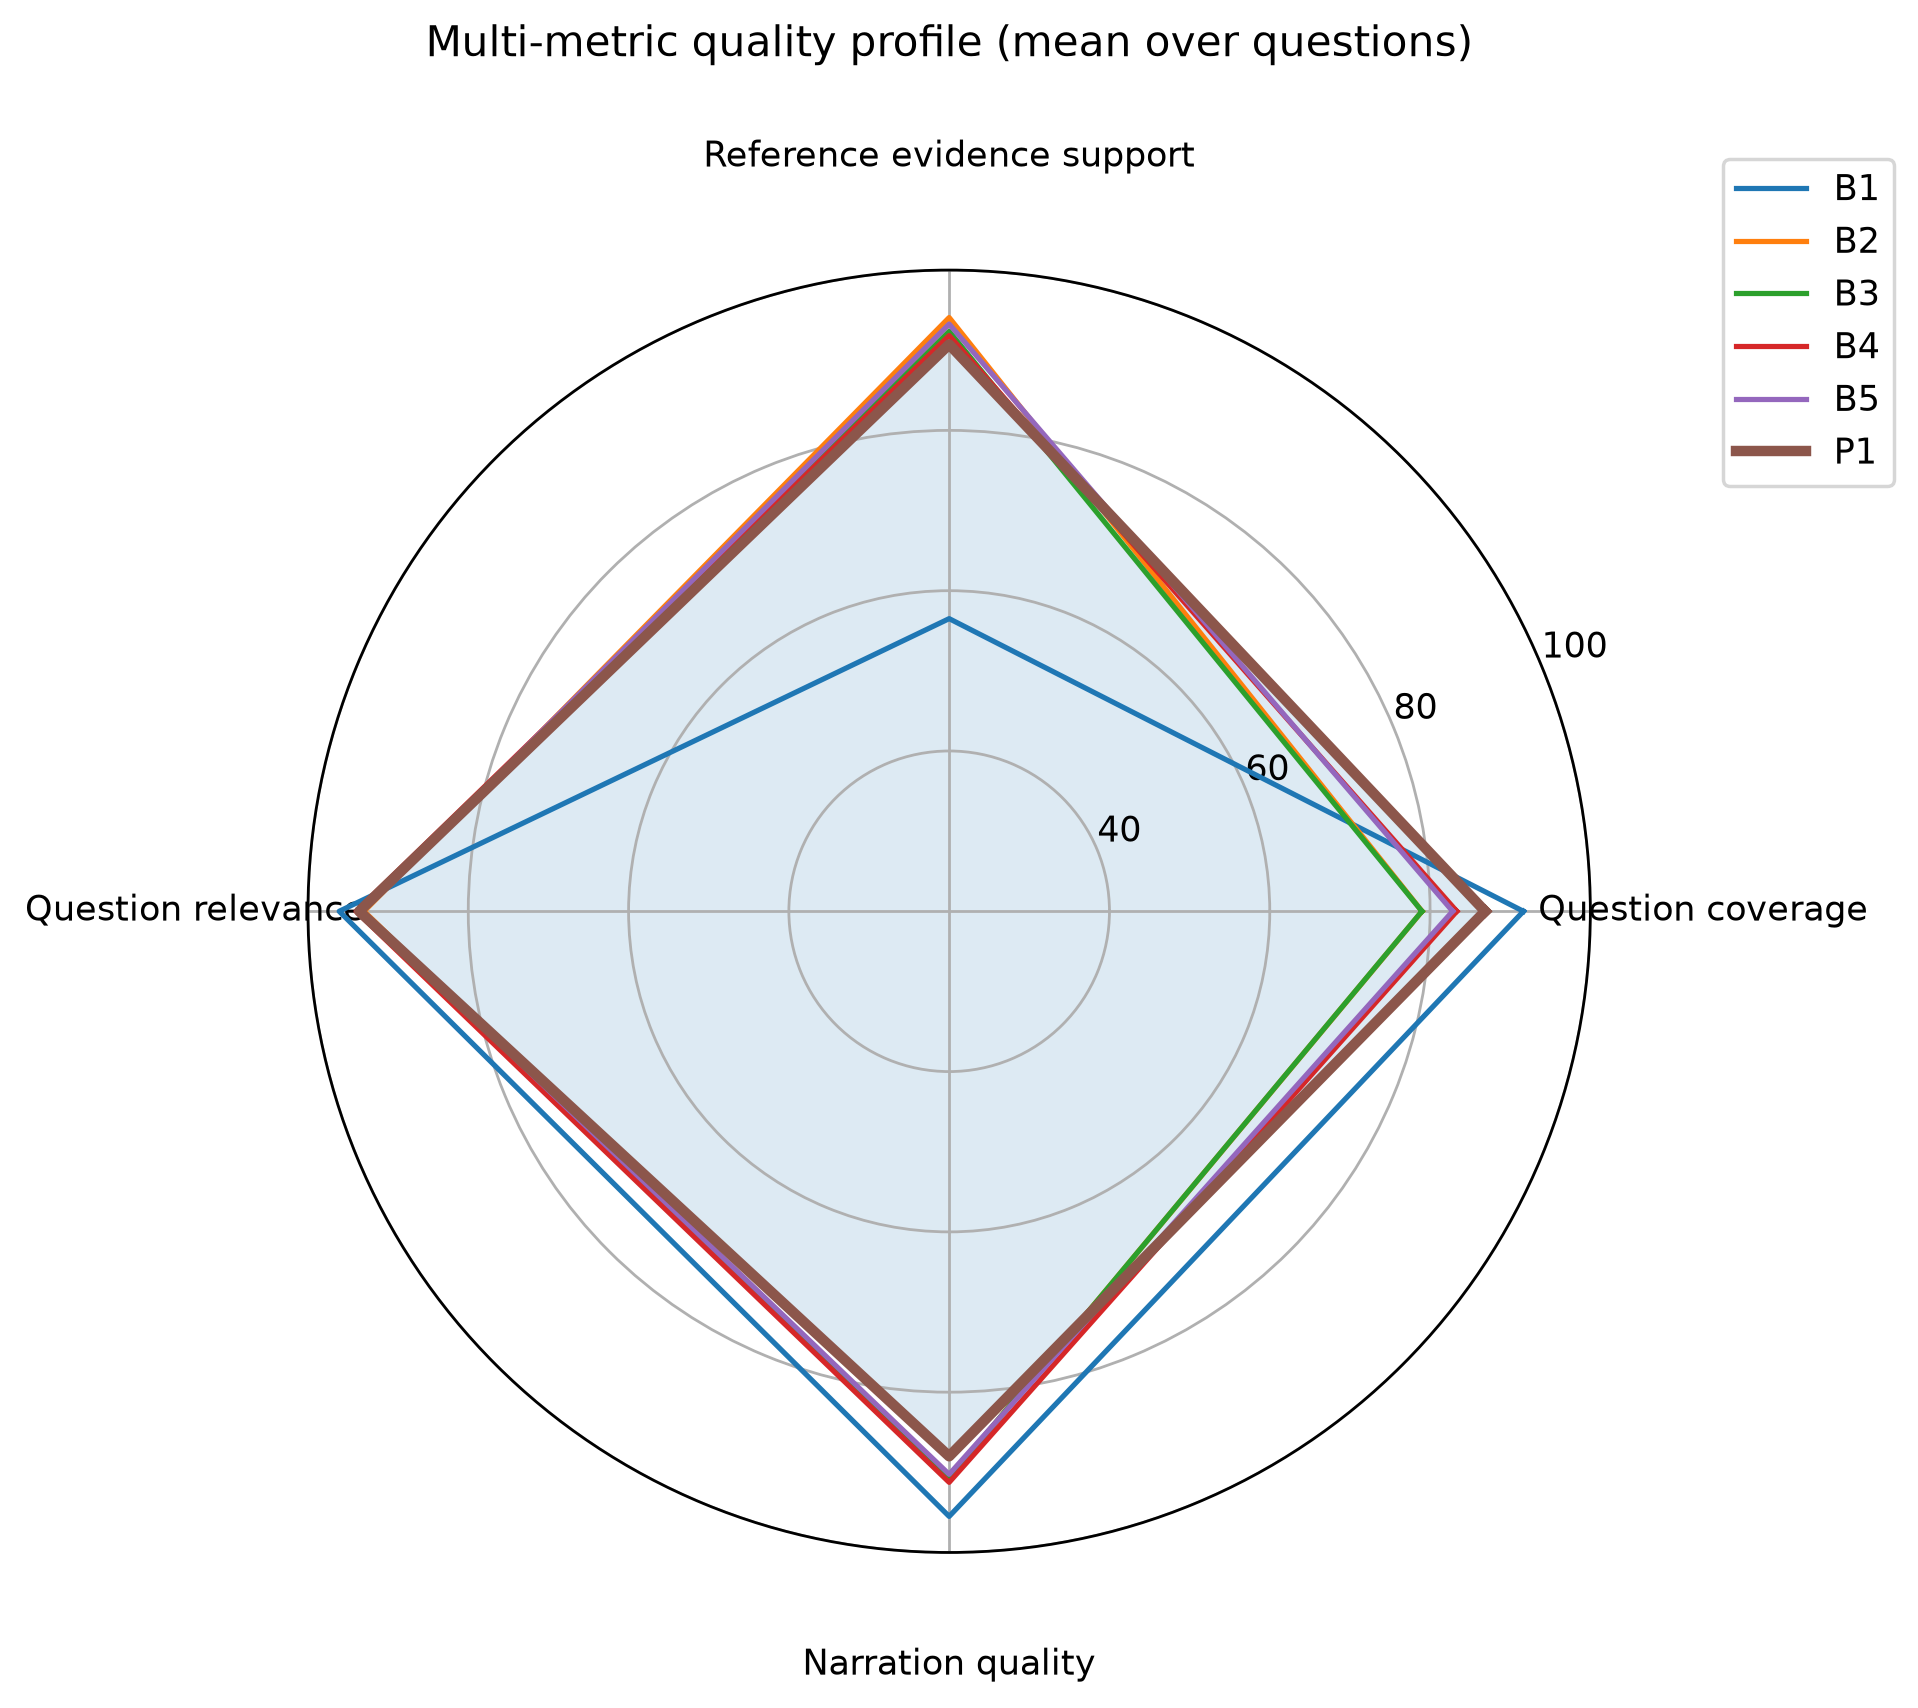 Multi-metric quality profile (mean over questions)
Reference evidence support
B1
B2
B3
B4
B5
P1
100
80
60
40
Question relevance
Question coverage
Narration quality